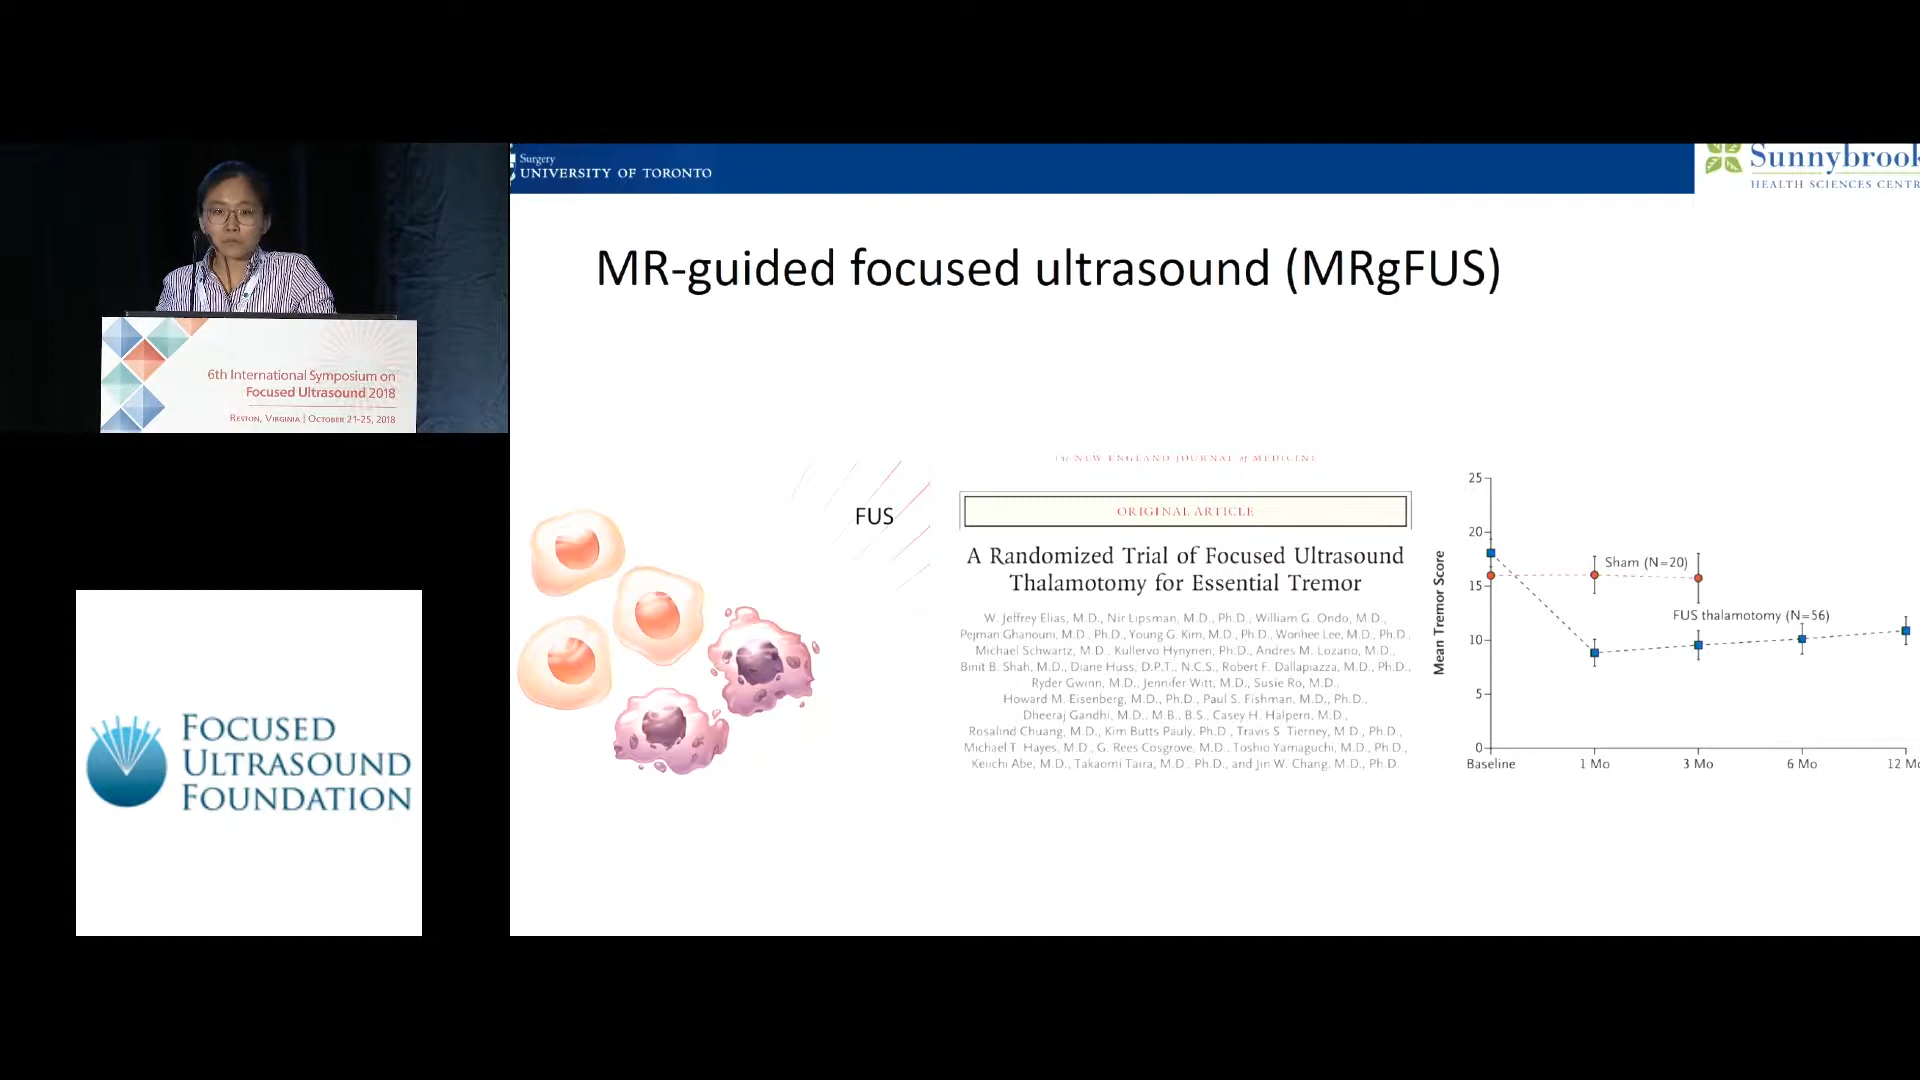 Surgery
UNIVERSITY OF TORONTO
Sunnybrook
HEALTH SCIENCES CENTR
MR-guided focused ultrasound (MRgFUS)
6th International Symposium on
Focused Ultrasound 2018
RESTON, VIRGINIA | OCTOBER 21-25, 2018
FOCUSED
ULTRASOUND
FOUNDATION
FUS
The NEW ENGLAND JOURNAL of MEDICINE
ORIGINAL ARTICLE
A Randomized Trial of Focused Ultrasound
Thalamotomy for Essential Tremor
W. Jeffrey Elias, M.D., Nir Lipsman, M.D., Ph.D., William G. Ondo, M.D.,
Pejman Ghanouni, M.D., Ph.D., Young G. Kim, M.D., Ph.D., Wonhee Lee, M.D., Ph.D.,
Michael Schwartz, M.D., Kullervo Hynynen, Ph.D., Andres M. Lozano, M.D.,
Binit B. Shah, M.D., Diane Huss, D.P.T., N.C.S., Robert F. Dallapiazza, M.D., Ph.D.,
Ryder Gwinn, M.D., Jennifer Witt, M.D., Susie Ro, M.D.,
Howard M. Eisenberg, M.D., Paul S. Fishman, M.D., Ph.D.,
Dheeraj Gandhi, M.D., M.B., B.S., Casey H. Halpern, M.D.,
Rosalind Chuang, M.D., Kim Butts Pauly, Ph.D., Travis S. Tierney, M.D., Ph.D.,
Michael T. Hayes, M.D., G. Rees Cosgrove, M.D., Toshio Yamaguchi, M.D., Ph.D.,
Keiichi Abe, M.D., Takaomi Taira, M.D., Ph.D., and Jin W. Chang, M.D., Ph.D.
Mean Tremor Score
25
20
15
10
5
0
Sham (N=20)
FUS thalamotomy (N=56)
Baseline
1 Mo
3 Mo
6 Mo
12 Mo